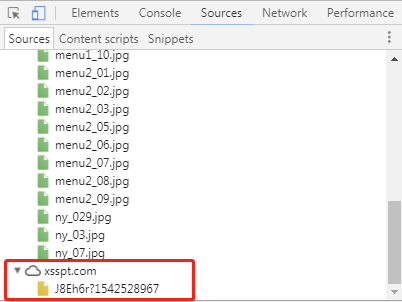 Elements Console Sources Network Performance
Sources Content scripts Snippets
menu1_10.jpg
menu2_01.jpg
menu2_02.jpg
menu2_03.jpg
menu2_05.jpg
menu2_06.jpg
menu2_07.jpg
menu2_08.jpg
menu2_09.jpg
ny_029.jpg
ny_03.jpg
ny_07.jpg
xsspt.com
J8Eh6r?1542528967